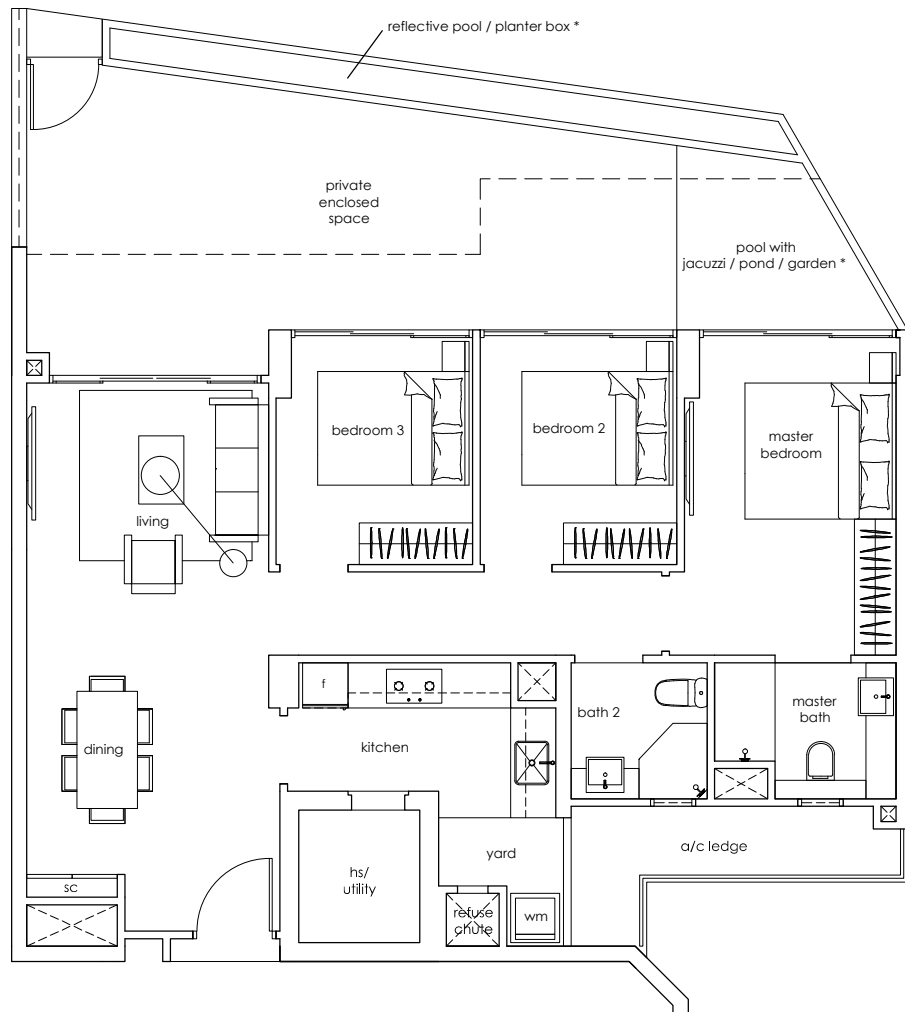 reflective pool / planter box *
private
enclosed
space
pool with
jacuzzi / pond / garden *
bedroom 3
bedroom 2
master
bedroom
living
f
bath 2
master
bath
dining
kitchen
hs/
utility
yard
a/c ledge
sc
refuse
chute
wm